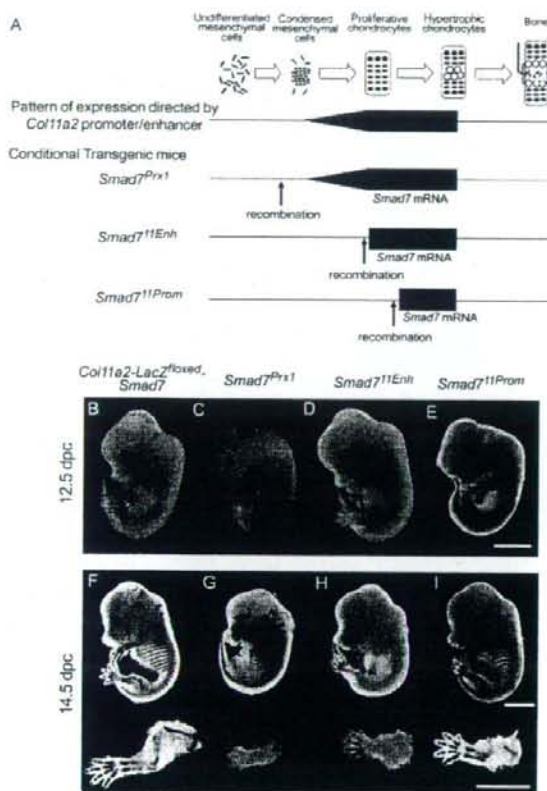 A
Undifferentiated mesenchymal cells
Condensed mesenchymal cells
Proliferative chondrocytes
Hypertrophic chondrocytes
Bone
Pattern of expression directed by
Col11a2 promoter/enhancer
Conditional Transgenic mice
Smad7Prx1
Smad7 mRNA
recombination
Smad711Enh
Smad7 mRNA
recombination
Smad711Prom
Smad7 mRNA
recombination
Col11a2-LacZfloxed-
Smad7
Smad7Prx1
Smad711Enh
Smad711Prom
12.5 dpc
B
C
D
E
14.5 dpc
F
G
H
I